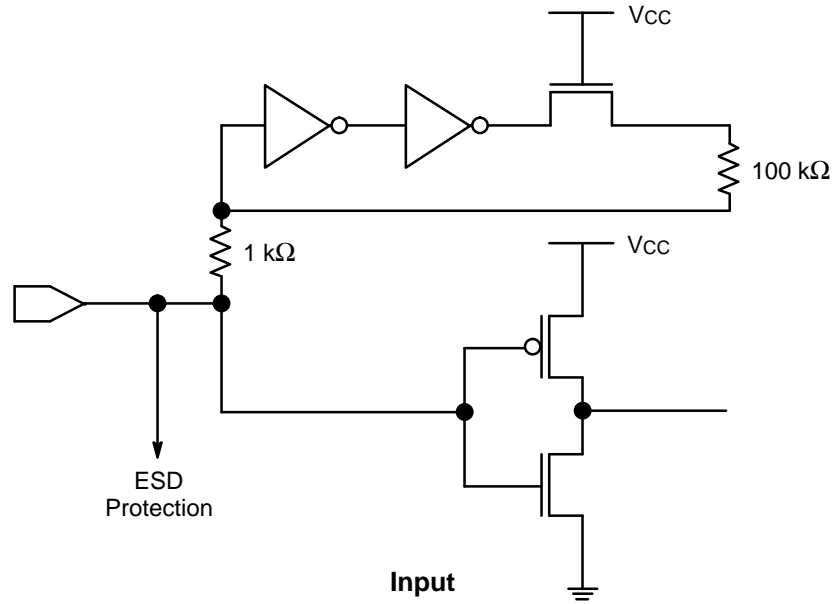 VCC
100 kΩ
1 kΩ
VCC
ESD
Protection
Input